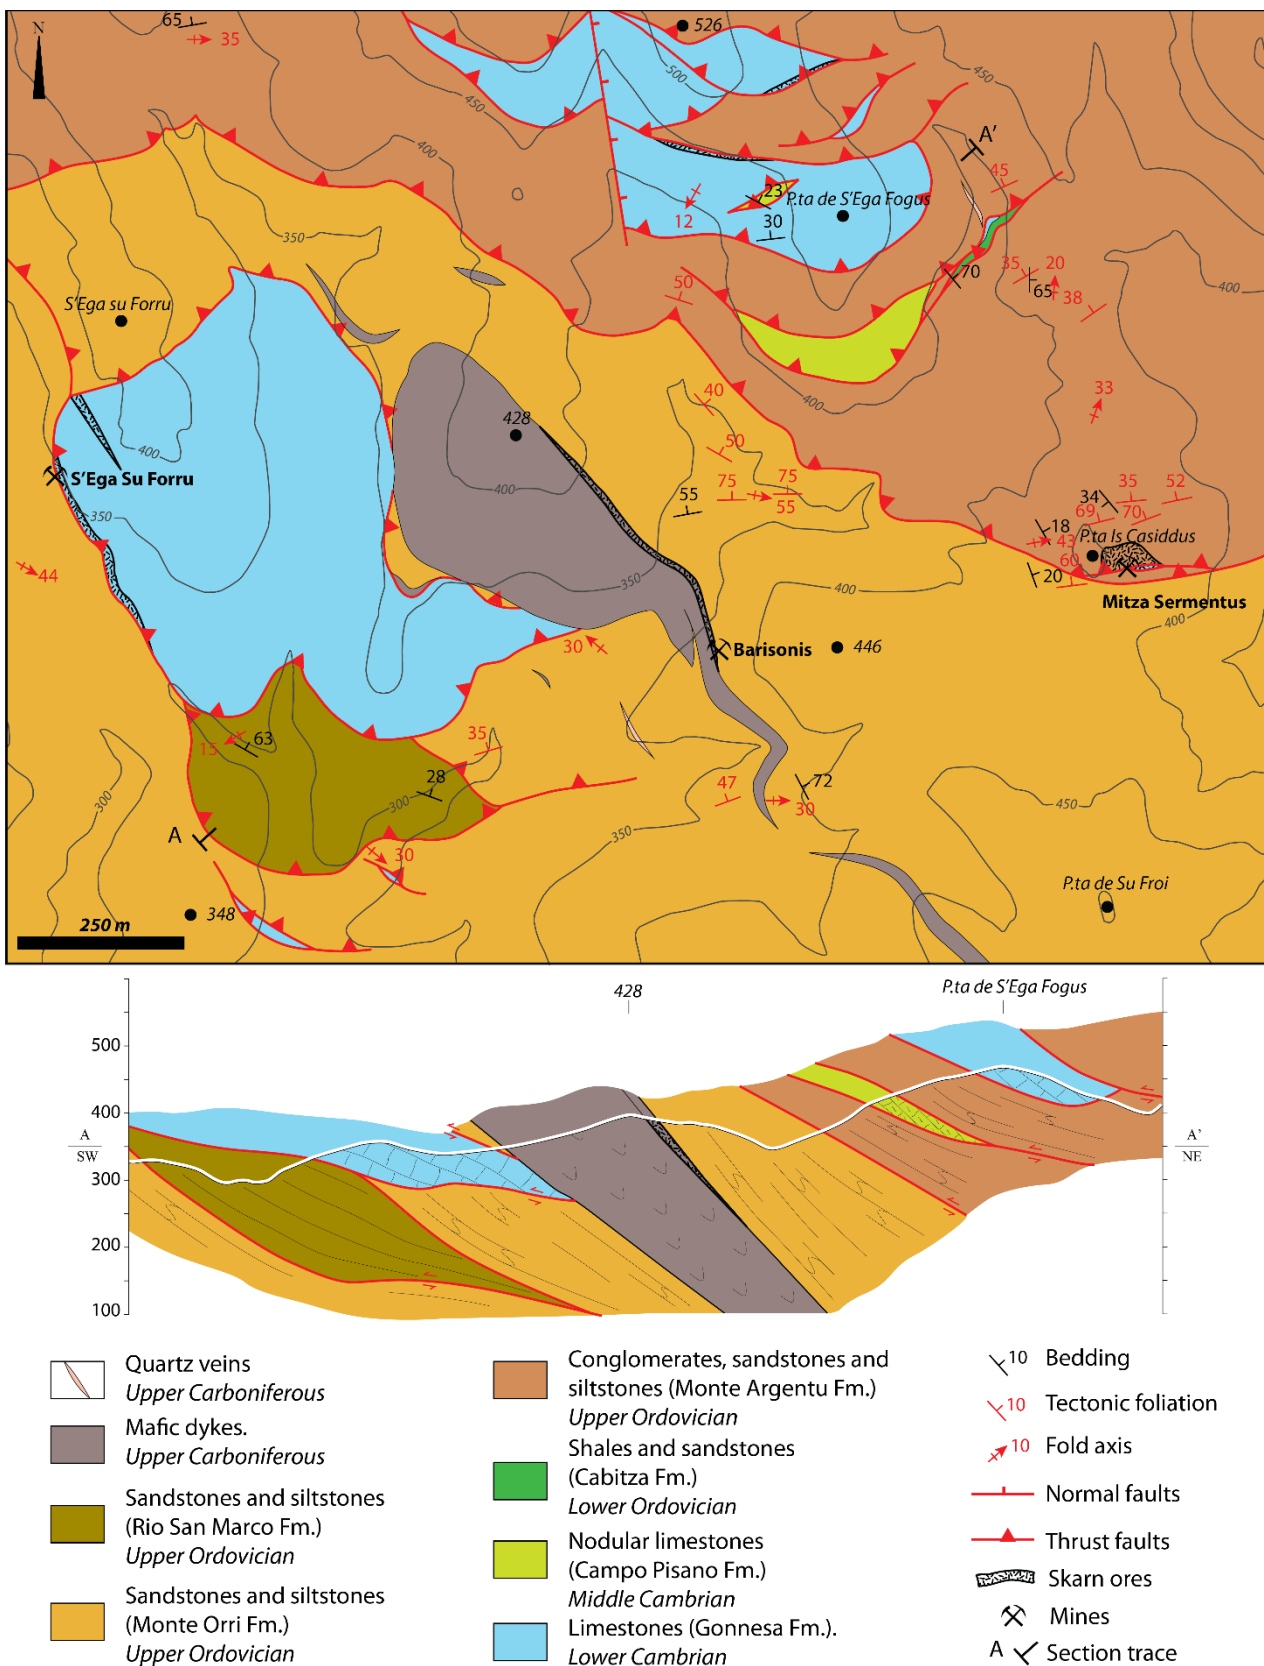 65
35
N
526
500
450
450
400
A'
45
23
P.ta de S'Ega Fogus
12
30
350
S'Ega su Forru
50
70
35
20
65
38
400
40
400
33
428
50
400
400
S'Ega Su Forru
350
75
75
55
55
34
35
52
69
70
18
P.ta Is Casiddus
43
60
20
44
350
400
Mitza Sermentus
400
30
Barisonis
446
15
63
35
28
47
72
30
300
300
350
450
A
30
P.ta de Su Froi
348
250 m
428
P.ta de S'Ega Fogus
500
400
A
SW
A'
NE
300
200
100
Quartz veins
Upper Carboniferous
Mafic dykes.
Upper Carboniferous
Sandstones and siltstones
(Rio San Marco Fm.)
Upper Ordovician
Sandstones and siltstones
(Monte Orri Fm.)
Upper Ordovician
Conglomerates, sandstones and
siltstones (Monte Argentu Fm.)
Upper Ordovician
Shales and sandstones
(Cabitza Fm.)
Lower Ordovician
Nodular limestones
(Campo Pisano Fm.)
Middle Cambrian
Limestones (Gonnesa Fm.).
Lower Cambrian
10 Bedding
10 Tectonic foliation
10 Fold axis
Normal faults
Thrust faults
Skarn ores
Mines
A Section trace